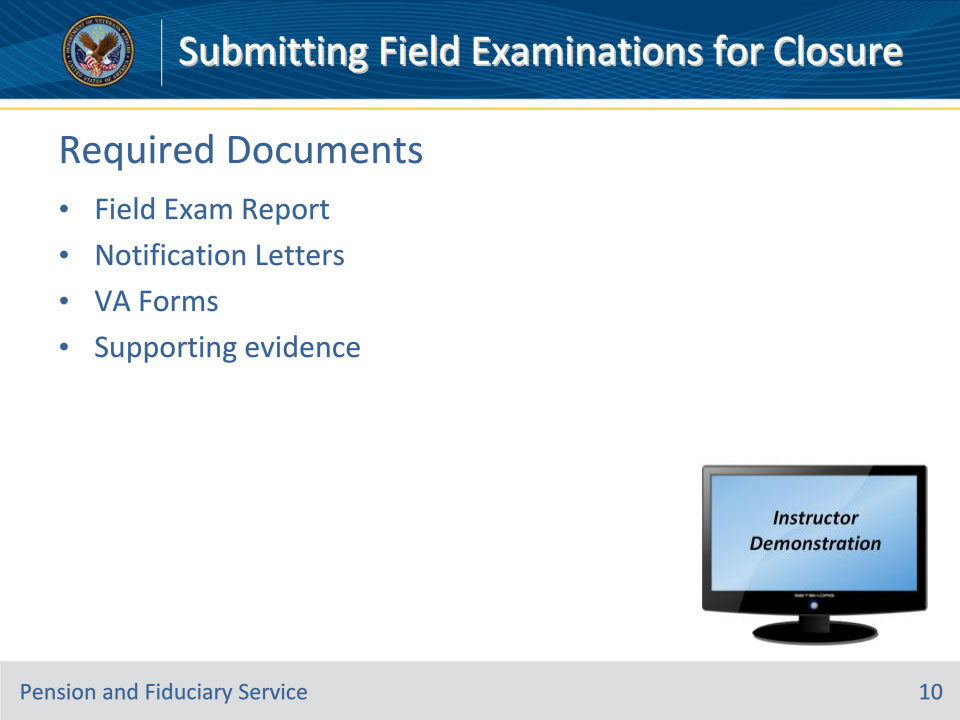 Submitting Field Examinations for Closure
Required Documents
• Field Exam Report
• Notification Letters
• VA Forms
• Supporting evidence
Instructor
Demonstration
Pension and Fiduciary Service
10